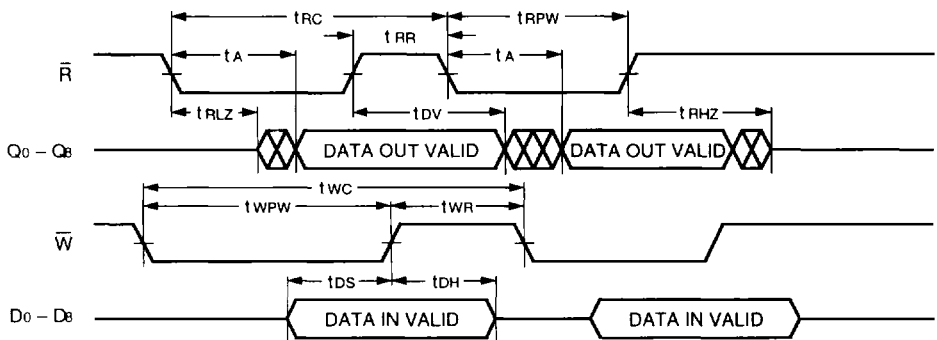 tRC
tRPW
tRR
tA
tA
R
tRLZ
tDV
tRHZ
Q0 – Q8
DATA OUT VALID
DATA OUT VALID
tWC
tWPW
tWR
W
tDS
tDH
D0 – D8
DATA IN VALID
DATA IN VALID